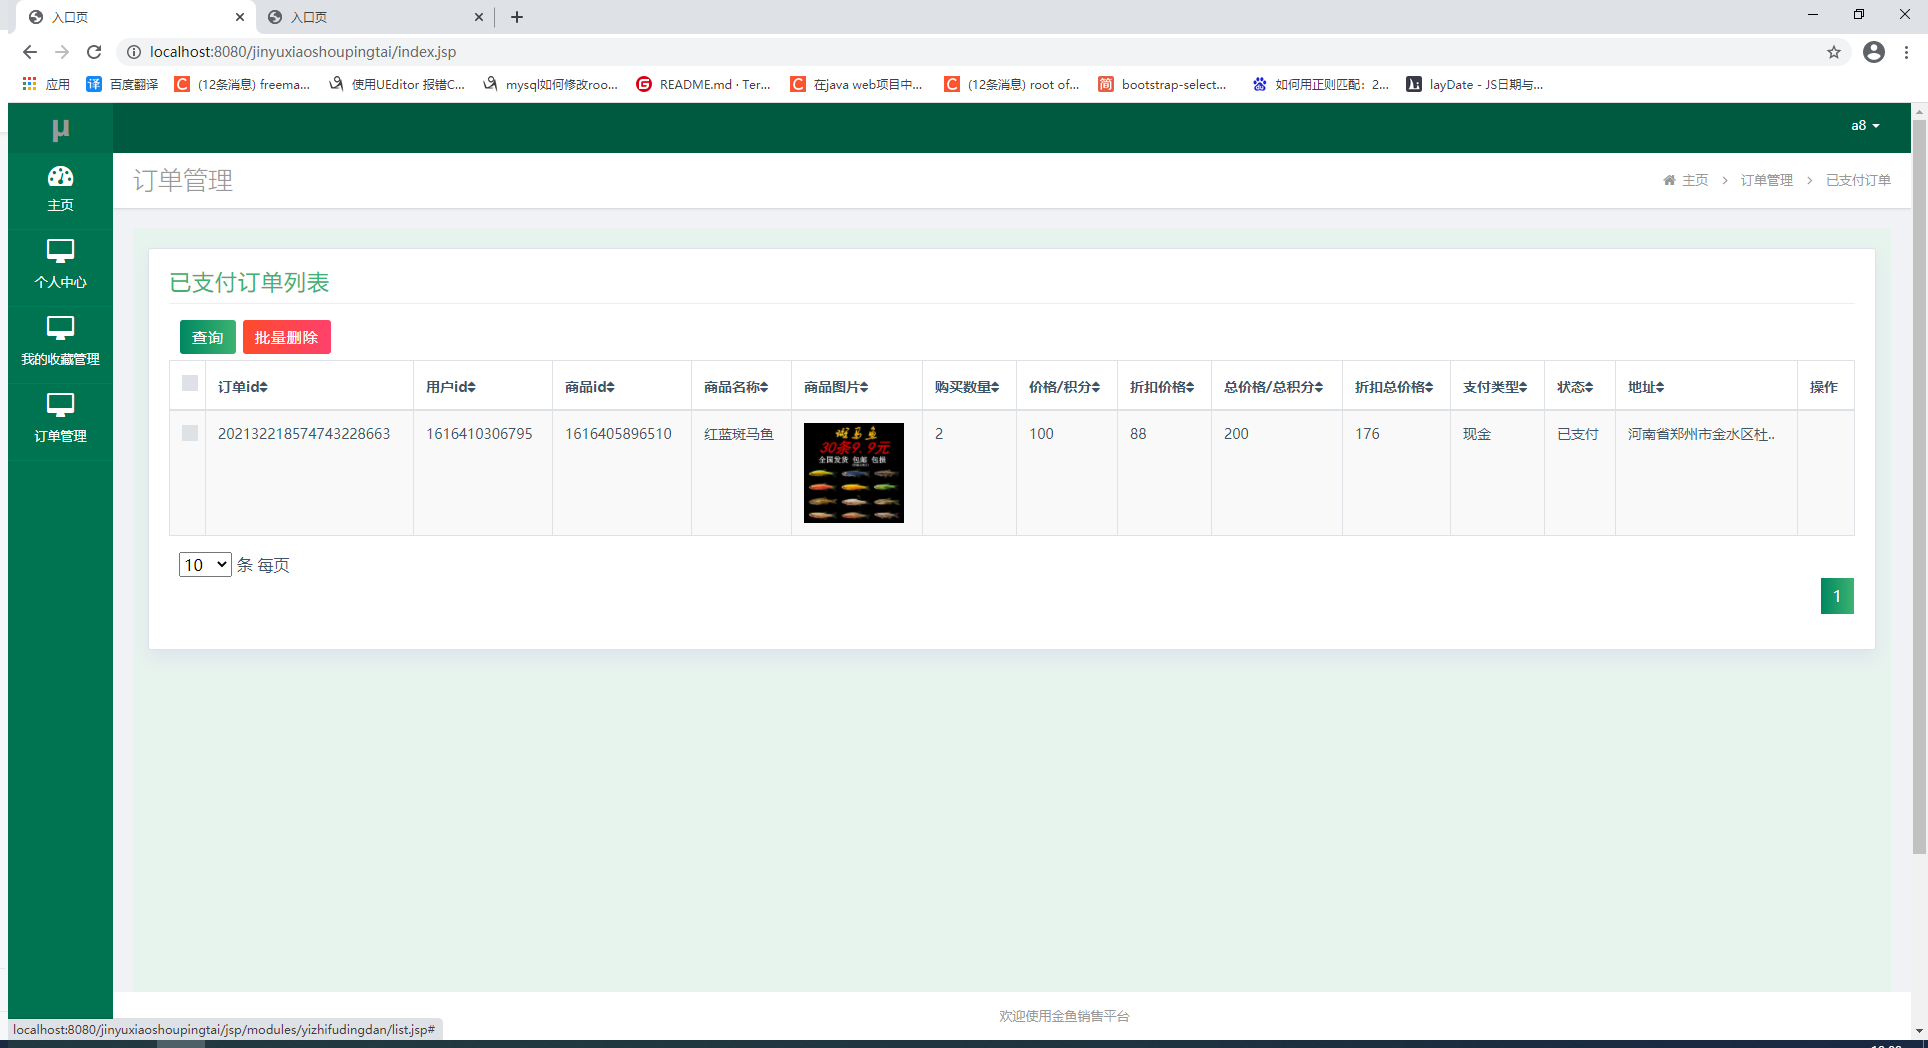 入口页
入口页
localhost:8080/jinyuxiaoshoupingtai/index.jsp
应用
百度翻译
(12条消息) freema...
使用UEditor 报错C...
mysql如何修改roo...
README.md · Ter...
在java web项目中...
(12条消息) root of...
bootstrap-select...
如何用正则匹配：2...
layDate - JS日期与...
μ
a8
主页
个人中心
我的收藏管理
订单管理
订单管理
主页 > 订单管理 > 已支付订单
已支付订单列表
查询 批量删除
订单id 用户id 商品id 商品名称 商品图片 购买数量 价格/积分 折扣价格 总价格/总积分 折扣总价格 支付类型 状态 地址 操作
202132218574743228663 1616410306795 1616405896510 红蓝斑马鱼 2 100 88 200 176 现金 已支付 河南省郑州市金水区杜..
斑马鱼
30条9.9元
全国发货 包邮 包损
10 条 每页
1
欢迎使用金鱼销售平台
localhost:8080/jinyuxiaoshoupingtai/jsp/modules/yizhifudingdan/list.jsp#